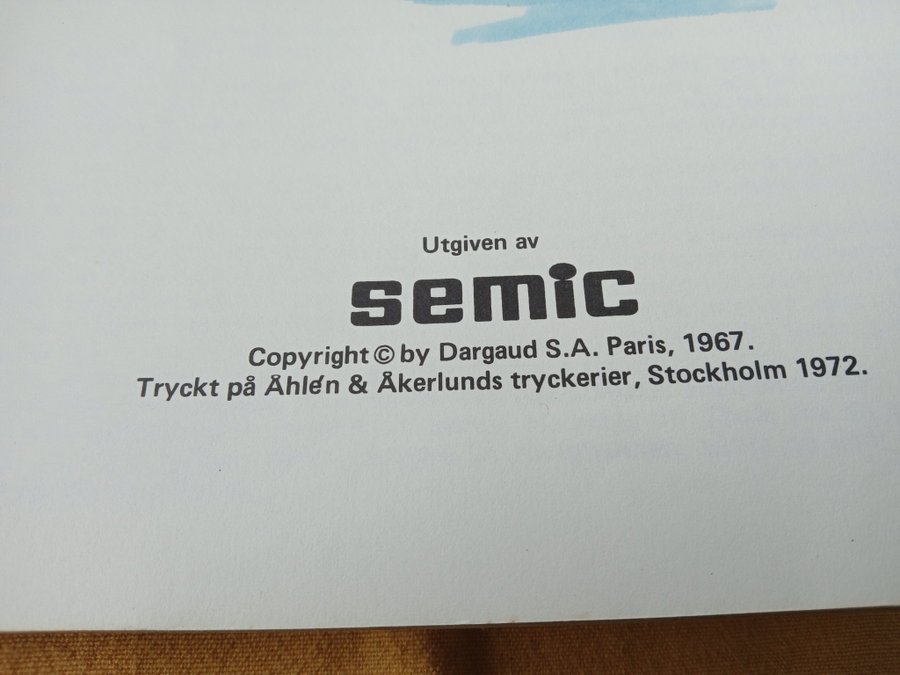 Utgiven av
semic
Copyright © by Dargaud S.A. Paris, 1967.
Tryckt på Åhlén & Åkerlunds tryckerier, Stockholm 1972.